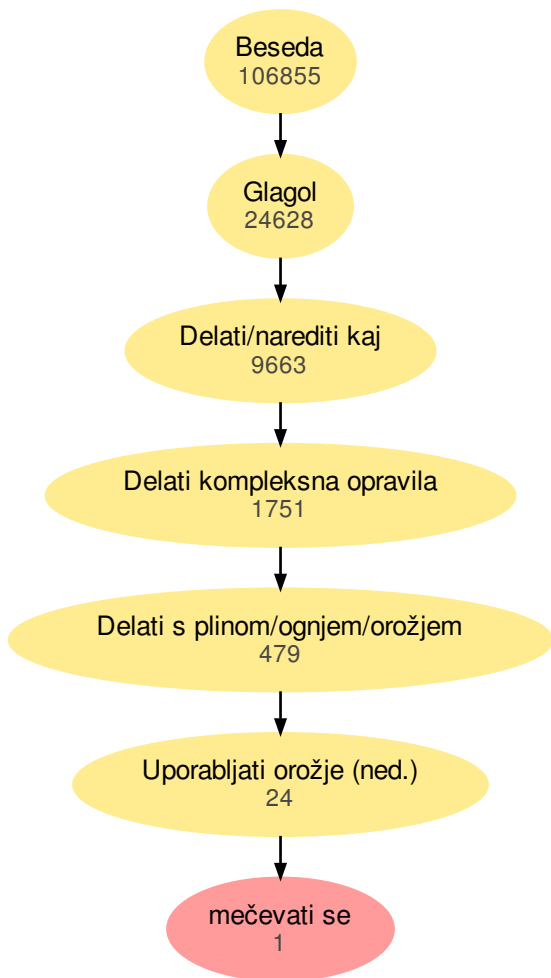 Beseda
106855
Glagol
24628
Delati/narediti kaj
9663
Delati kompleksna opravila
1751
Delati s plinom/ognjem/orožjem
479
Uporabljati orožje (ned.)
24
mečevati se
1